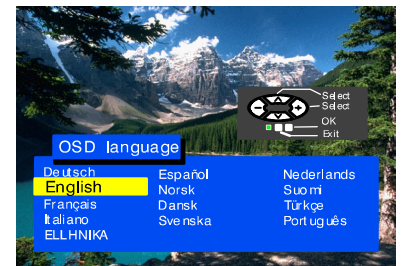 Select
Select
OK
Exit
OSD language
Deutsch
English
Français
Italiano
ELLHNIKA
Español
Norsk
Dansk
Svenska
Nederlands
Suomi
Türkçe
Português